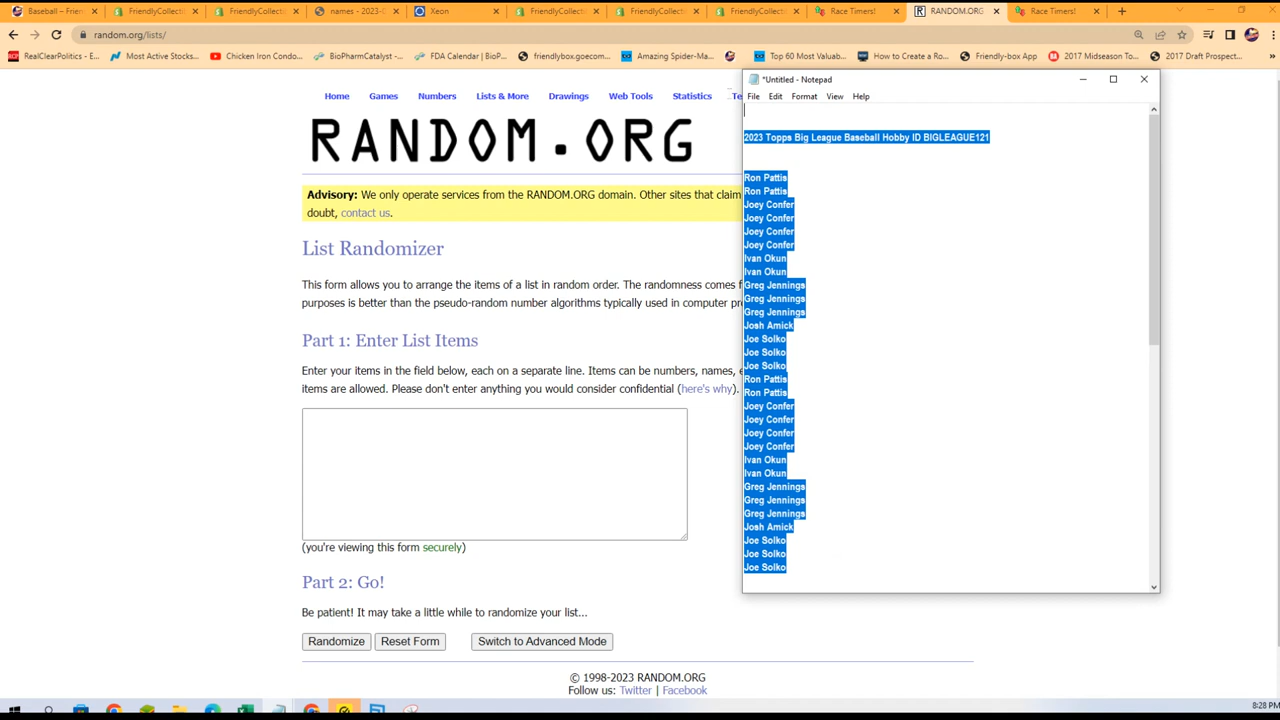 Baseball – Frien
FriendlyCollecti
FriendlyCollecti
names - 2023-
Xeon
FriendlyCollecti
FriendlyCollecti
FriendlyCollecti
Race Timers!
RANDOM.ORG
Race Timers!
random.org/lists/
RealClearPolitics - E...
Most Active Stocks...
Chicken Iron Condo...
BioPharmCatalyst -...
FDA Calendar | BioP...
friendlybox.goecom...
Amazing Spider-Ma...
Top 60 Most Valuab...
How to Create a Ro...
Friendly-box App
2017 Midseason To...
2017 Draft Prospect...
»
*Untitled - Notepad
File Edit Format View Help
Home Games Numbers Lists & More Drawings Web Tools Statistics Te
RANDOM.ORG
Advisory: We only operate services from the RANDOM.ORG domain. Other sites that claim
doubt, contact us.
List Randomizer
This form allows you to arrange the items of a list in random order. The randomness comes f
purposes is better than the pseudo-random number algorithms typically used in computer pr
Part 1: Enter List Items
Enter your items in the field below, each on a separate line. Items can be numbers, names, e
items are allowed. Please don't enter anything you would consider confidential (here's why).
(you're viewing this form securely)
Part 2: Go!
Be patient! It may take a little while to randomize your list...
Randomize Reset Form Switch to Advanced Mode
© 1998-2023 RANDOM.ORG
Follow us: Twitter | Facebook
2023 Topps Big League Baseball Hobby ID BIGLEAGUE121
Ron Pattis
Ron Pattis
Joey Confer
Joey Confer
Joey Confer
Joey Confer
Ivan Okun
Ivan Okun
Greg Jennings
Greg Jennings
Greg Jennings
Josh Amick
Joe Solko
Joe Solko
Joe Solko
Ron Pattis
Ron Pattis
Joey Confer
Joey Confer
Joey Confer
Joey Confer
Ivan Okun
Ivan Okun
Greg Jennings
Greg Jennings
Greg Jennings
Josh Amick
Joe Solko
Joe Solko
Joe Solko
8:28 PM